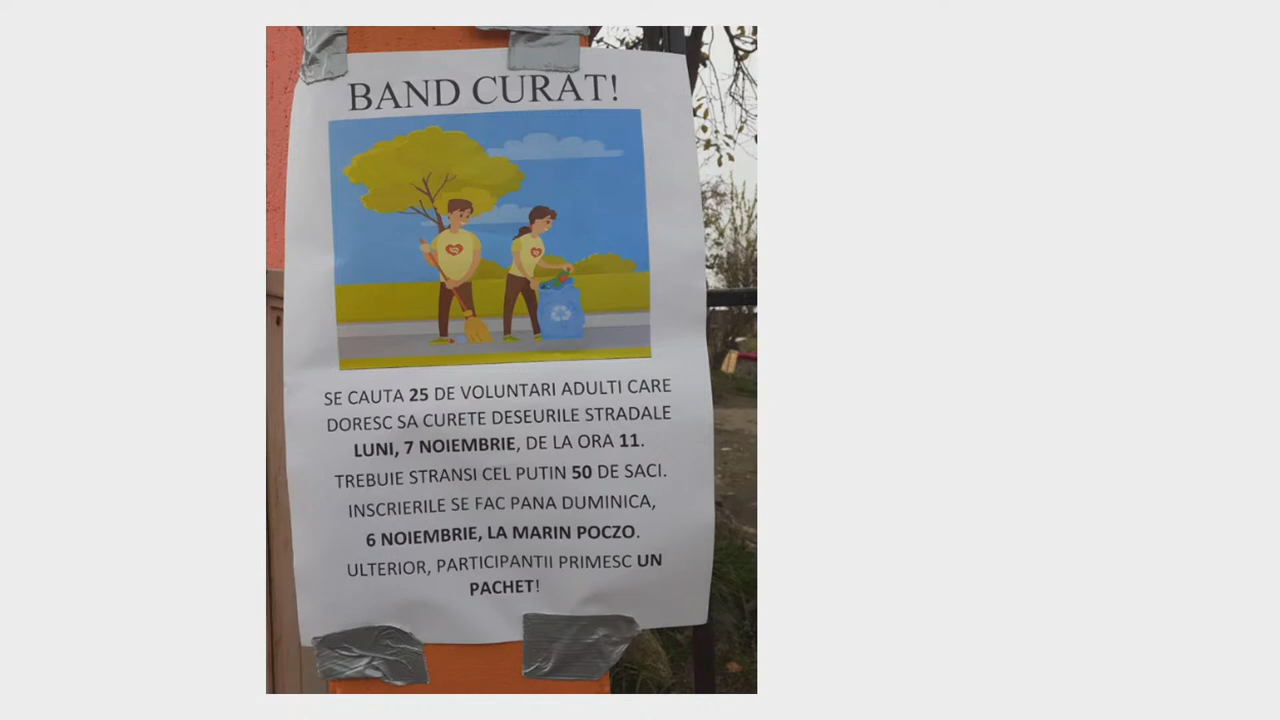 BAND CURAT!
SE CAUTA 25 DE VOLUNTARI ADULTI CARE
DORESC SA CURETE DESEURILE STRADALE
LUNI, 7 NOIEMBRIE, DE LA ORA 11.
TREBUIE STRANSI CEL PUTIN 50 DE SACI.
INSCRIERILE SE FAC PANA DUMINICA,
6 NOIEMBRIE, LA MARIN POCZO.
ULTERIOR, PARTICIPANTII PRIMESC UN
PACHET!